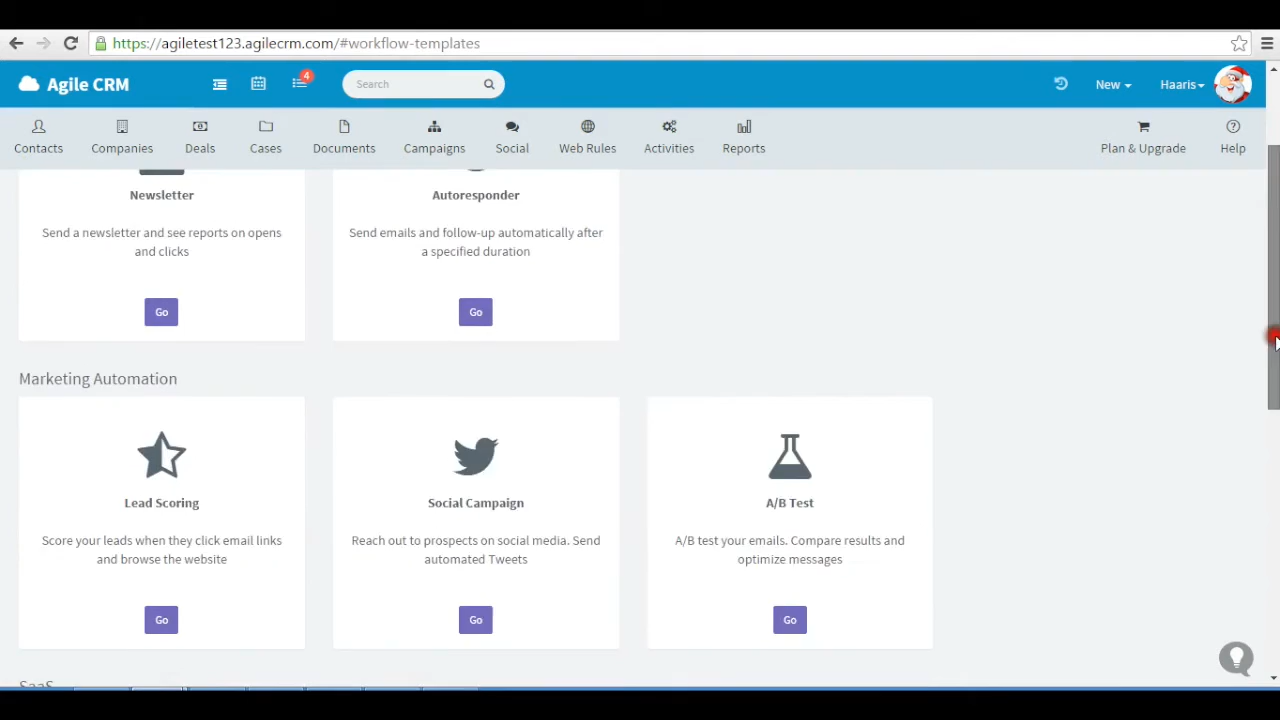 https://agiletest123.agilecrm.com/#workflow-templates
Agile CRM
4
Search
New
Haaris
Contacts
Companies
Deals
Cases
Documents
Campaigns
Social
Web Rules
Activities
Reports
Plan & Upgrade
Help
Newsletter
Send a newsletter and see reports on opens
and clicks
Go
Autoresponder
Send emails and follow-up automatically after
a specified duration
Go
Marketing Automation
Lead Scoring
Score your leads when they click email links
and browse the website
Go
Social Campaign
Reach out to prospects on social media. Send
automated Tweets
Go
A/B Test
A/B test your emails. Compare results and
optimize messages
Go
SaaS